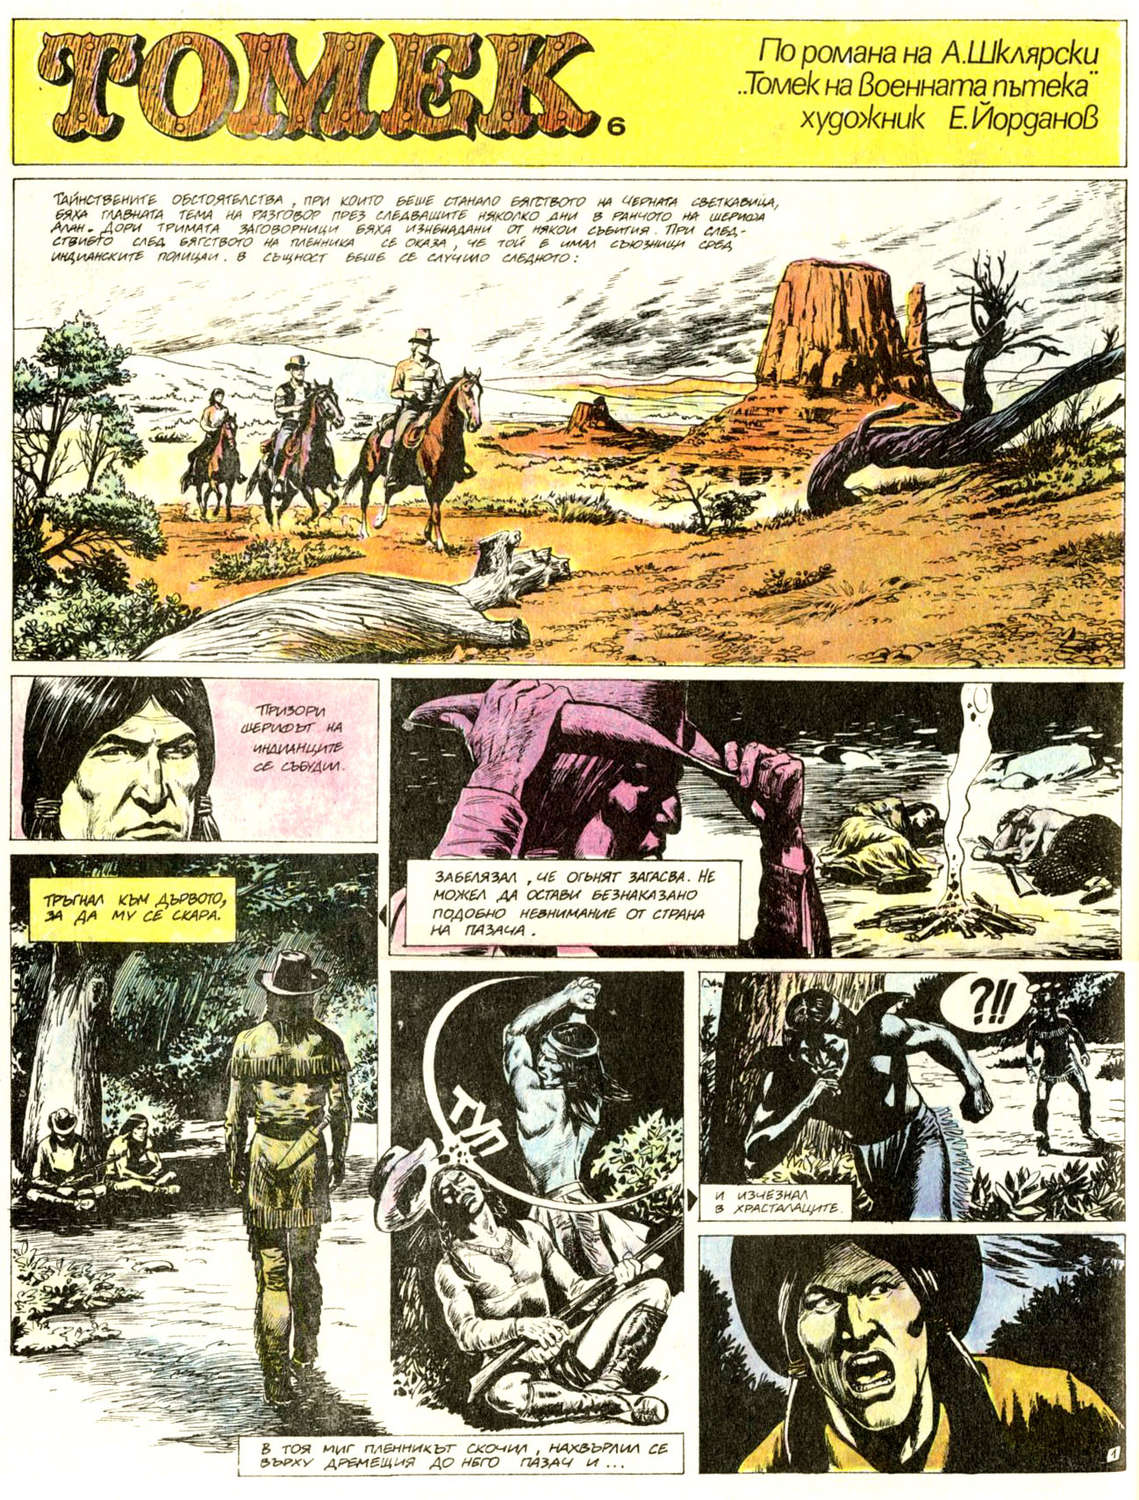 ТОМЕК
6
По романа на А.Шклярски
„Томек на военната пътека"
художник Е.Йорданов
ТАЙНСТВЕНИТЕ ОБСТОЯТЕЛСТВА, ПРИ КОИТО БЕШЕ СТАНАЛО БЯГСТВОТО НА ЧЕРНАТА СВЕТКАВИЦА,
БЯХА ГЛАВНАТА ТЕМА НА РАЗГОВОР ПРЕЗ СЛЕДВАЩИТЕ НЯКОЛКО ДНИ В РАНЧОТО НА ШЕРИФА
АЛАН. ДОРИ ТРИМАТА ЗАГОВОРНИЦИ БЯХА ИЗНЕНАДАНИ ОТ НЯКОИ СЪБИТИЯ. ПРИ СЛЕД-
СТВИЕТО СЛЕД БЯГСТВОТО НА ПЛЕННИКА СЕ ОКАЗА, ЧЕ ТОЙ Е ИМАЛ СЪЮЗНИЦИ СРЕД
ИНДИАНСКИТЕ ПОЛИЦАИ. В СЪЩНОСТ БЕШЕ СЕ СЛУЧИЛО СЛЕДНОТО:
ПРИЗОРИ
ШЕРИФЪТ НА
ИНДИАНЦИТЕ
СЕ СЪБУДИЛ.
ЗАБЕЛЯЗАЛ, ЧЕ ОГЪНЯТ ЗАГАСВА. НЕ
МОЖЕЛ ДА ОСТАВИ БЕЗНАКАЗАНО
ПОДОБНО НЕВНИМАНИЕ ОТ СТРАНА
НА ПАЗАЧА.
ТРЪГНАЛ КЪМ ДЪРВОТО,
ЗА ДА МУ СЕ СКАРА.
ТУП
В ТОЯ МИГ ПЛЕННИКЪТ СКОЧИЛ, НАХВЪРЛИЛ СЕ
ВЪРХУ ДРЕМЕЩИЯ ДО НЕГО ПАЗАЧ И ...
?!!
И ИЗЧЕЗНАЛ
В ХРАСТАЛАЦИТЕ.
1